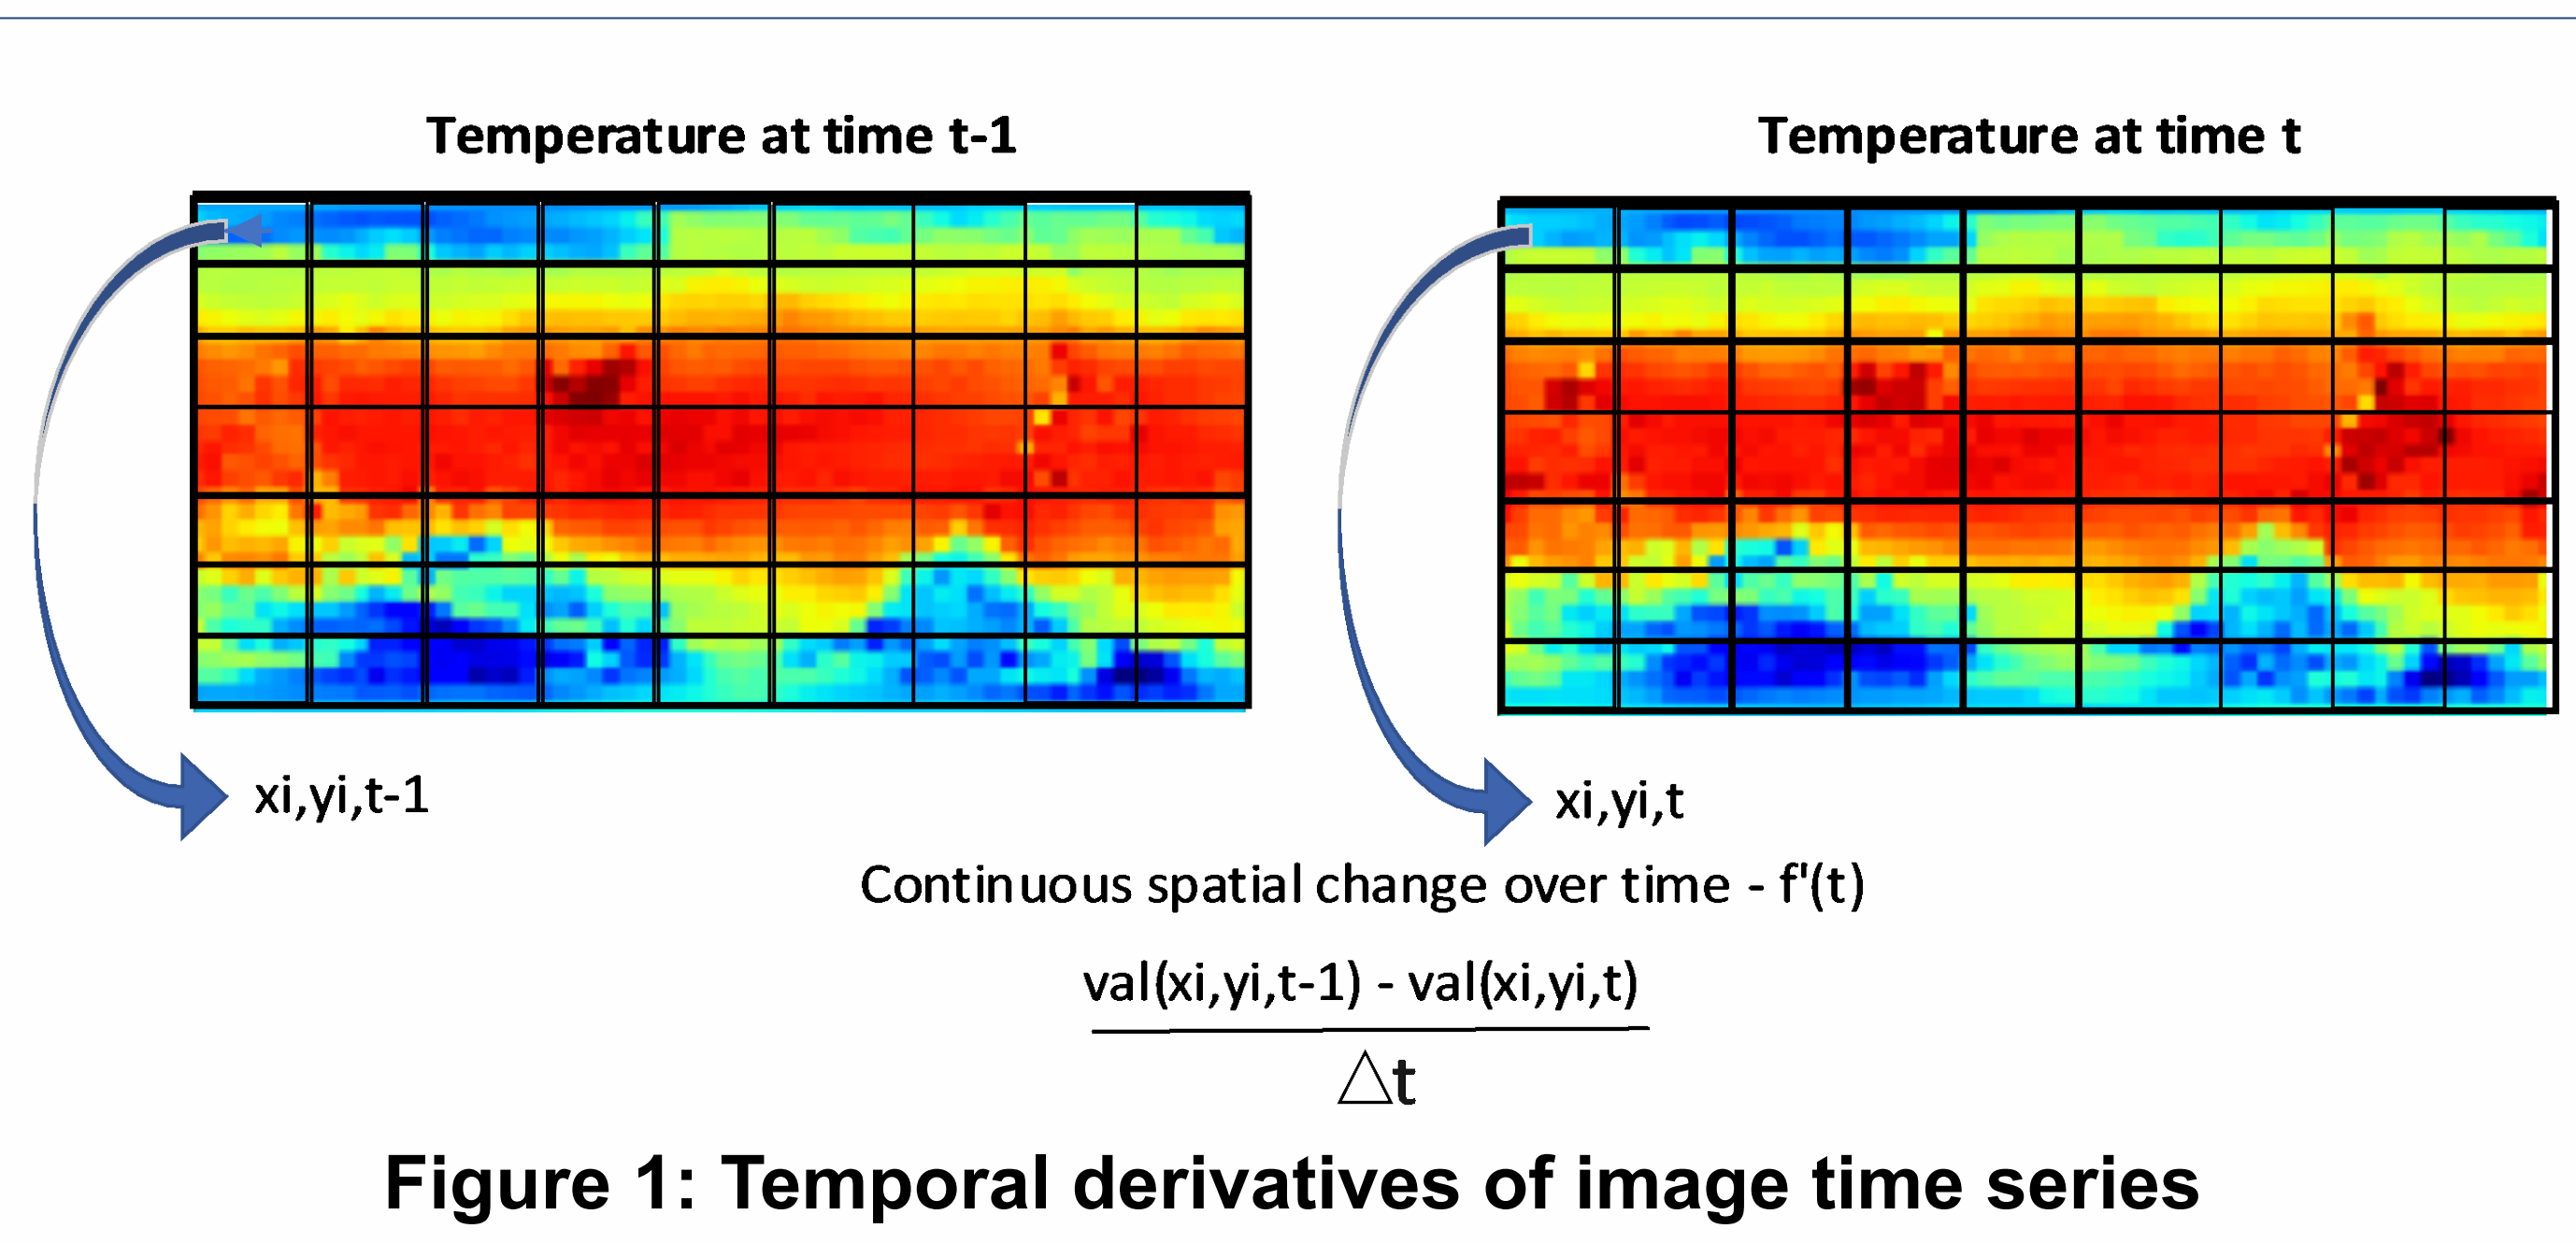 Temperature at time t-1
Temperature at time t
xi,yi,t-1
xi,yi,t
Continuous spatial change over time - f'(t)
val(xi,yi,t-1) - val(xi,yi,t)
△t
Figure 1: Temporal derivatives of image time series